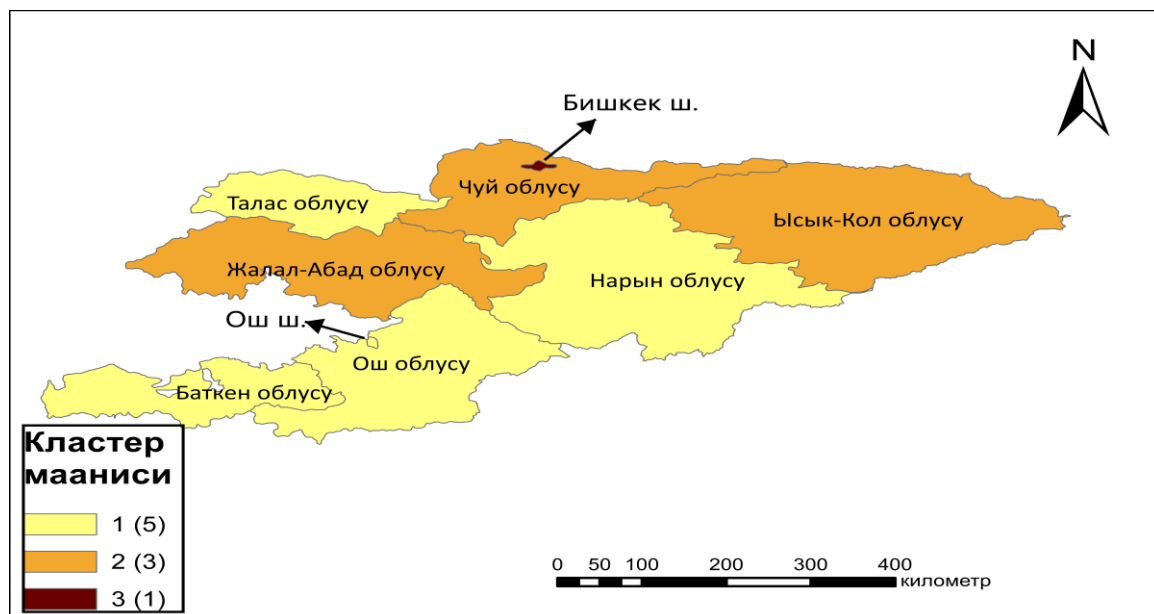 N
Бишкек ш.
Чуй облусу
Талас облусу
Ысык-Кол облусу
Жалал-Абад облусу
Нарын облусу
Ош ш.
Ош облусу
Баткен облусу
Кластер
мааниси
1 (5)
2 (3)
3 (1)
0 50 100 200 300 400
километр